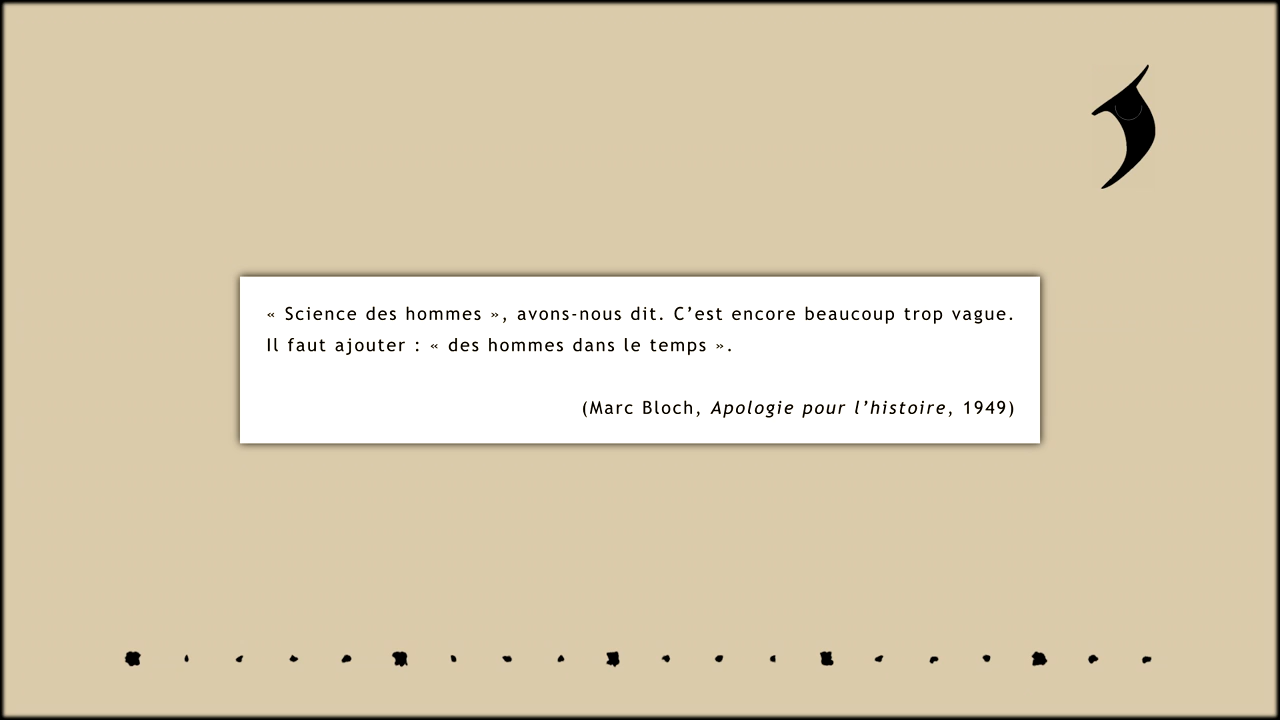 « Science des hommes », avons-nous dit. C’est encore beaucoup trop vague.
Il faut ajouter : « des hommes dans le temps ».
(Marc Bloch, Apologie pour l’histoire, 1949)